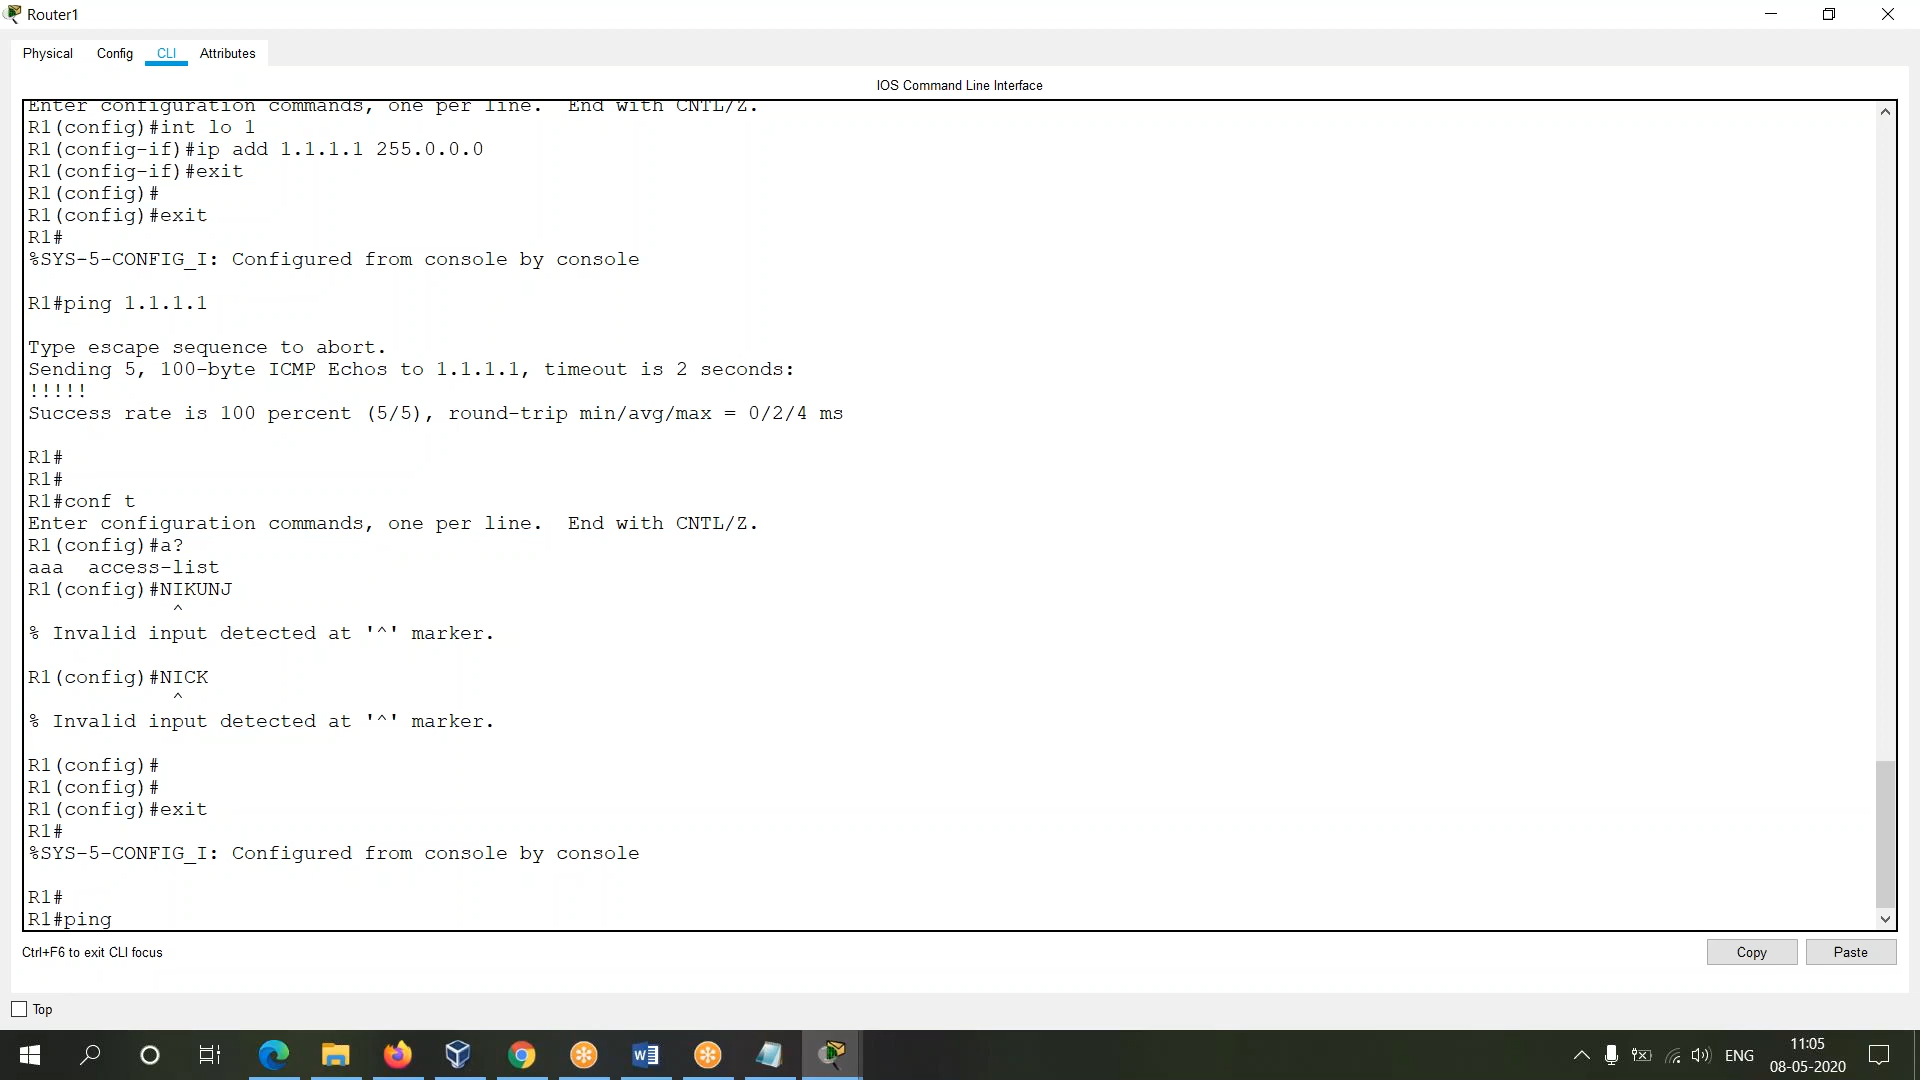 Router1
Physical Config CLI Attributes
IOS Command Line Interface
Enter configuration commands, one per line.  End with CNTL/Z.
R1(config)#int lo 1
R1(config-if)#ip add 1.1.1.1 255.0.0.0
R1(config-if)#exit
R1(config)#
R1(config)#exit
R1#
%SYS-5-CONFIG_I: Configured from console by console
R1#ping 1.1.1.1
Type escape sequence to abort.
Sending 5, 100-byte ICMP Echos to 1.1.1.1, timeout is 2 seconds:
!!!!!
Success rate is 100 percent (5/5), round-trip min/avg/max = 0/2/4 ms
R1#
R1#
R1#conf t
Enter configuration commands, one per line.  End with CNTL/Z.
R1(config)#a?
aaa  access-list
R1(config)#NIKUNJ
^
% Invalid input detected at '^' marker.
R1(config)#NICK
^
% Invalid input detected at '^' marker.
R1(config)#
R1(config)#
R1(config)#exit
R1#
%SYS-5-CONFIG_I: Configured from console by console
R1#
R1#ping
Ctrl+F6 to exit CLI focus
Copy Paste
Top
ENG
11:05
08-05-2020